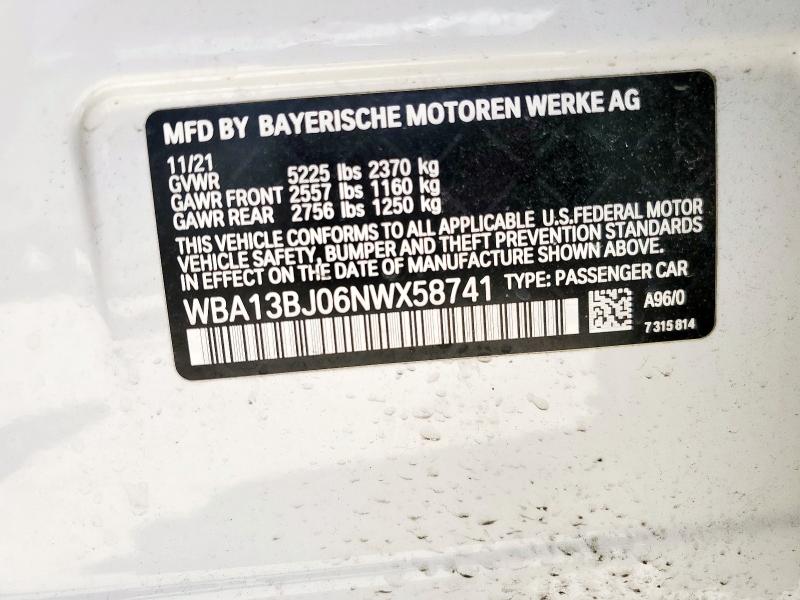 MFD BY BAYERISCHE MOTOREN WERKE AG
11/21
GVWR 5225 lbs 2370 kg
GAWR FRONT 2557 lbs 1160 kg
GAWR REAR 2756 lbs 1250 kg
THIS VEHICLE CONFORMS TO ALL APPLICABLE U.S.FEDERAL MOTOR
VEHICLE SAFETY, BUMPER AND THEFT PREVENTION STANDARDS
IN EFFECT ON THE DATE OF MANUFACTURE SHOWN ABOVE.
WBA13BJ06NWX58741 TYPE: PASSENGER CAR
A96/0
7 315 814